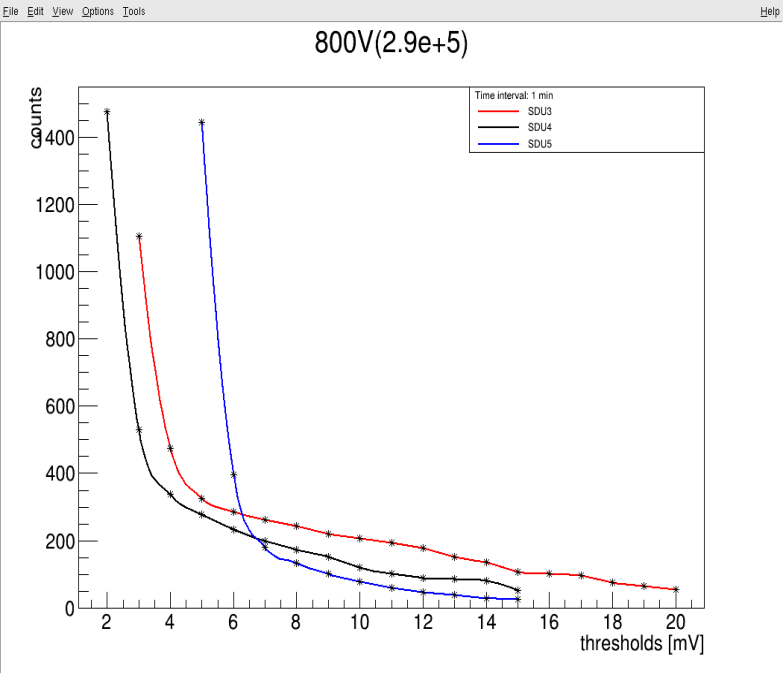 File Edit View Options Tools Help
800V(2.9e+5)
counts
Time interval: 1 min
SDU3
SDU4
SDU5
1400
1200
1000
800
600
400
200
0
2 4 6 8 10 12 14 16 18 20
thresholds [mV]